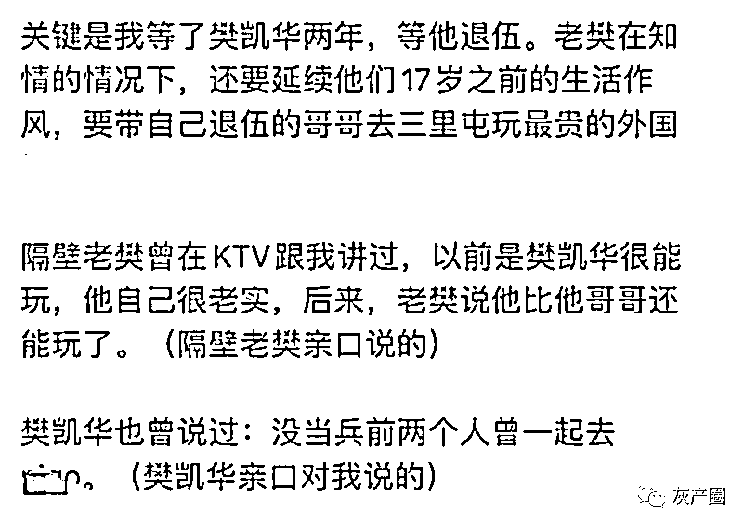 关键是我等了樊凯华两年，等他退伍。老樊在知
情的情况下，还要延续他们17岁之前的生活作
风，要带自己退伍的哥哥去三里屯玩最贵的外国
隔壁老樊曾在KTV跟我讲过，以前是樊凯华很能
玩，他自己很老实，后来，老樊说他比他哥哥还
能玩了。（隔壁老樊亲口说的）
樊凯华也曾说过：没当兵前两个人曾一起去
。（樊凯华亲口对我说的）
灰产圈